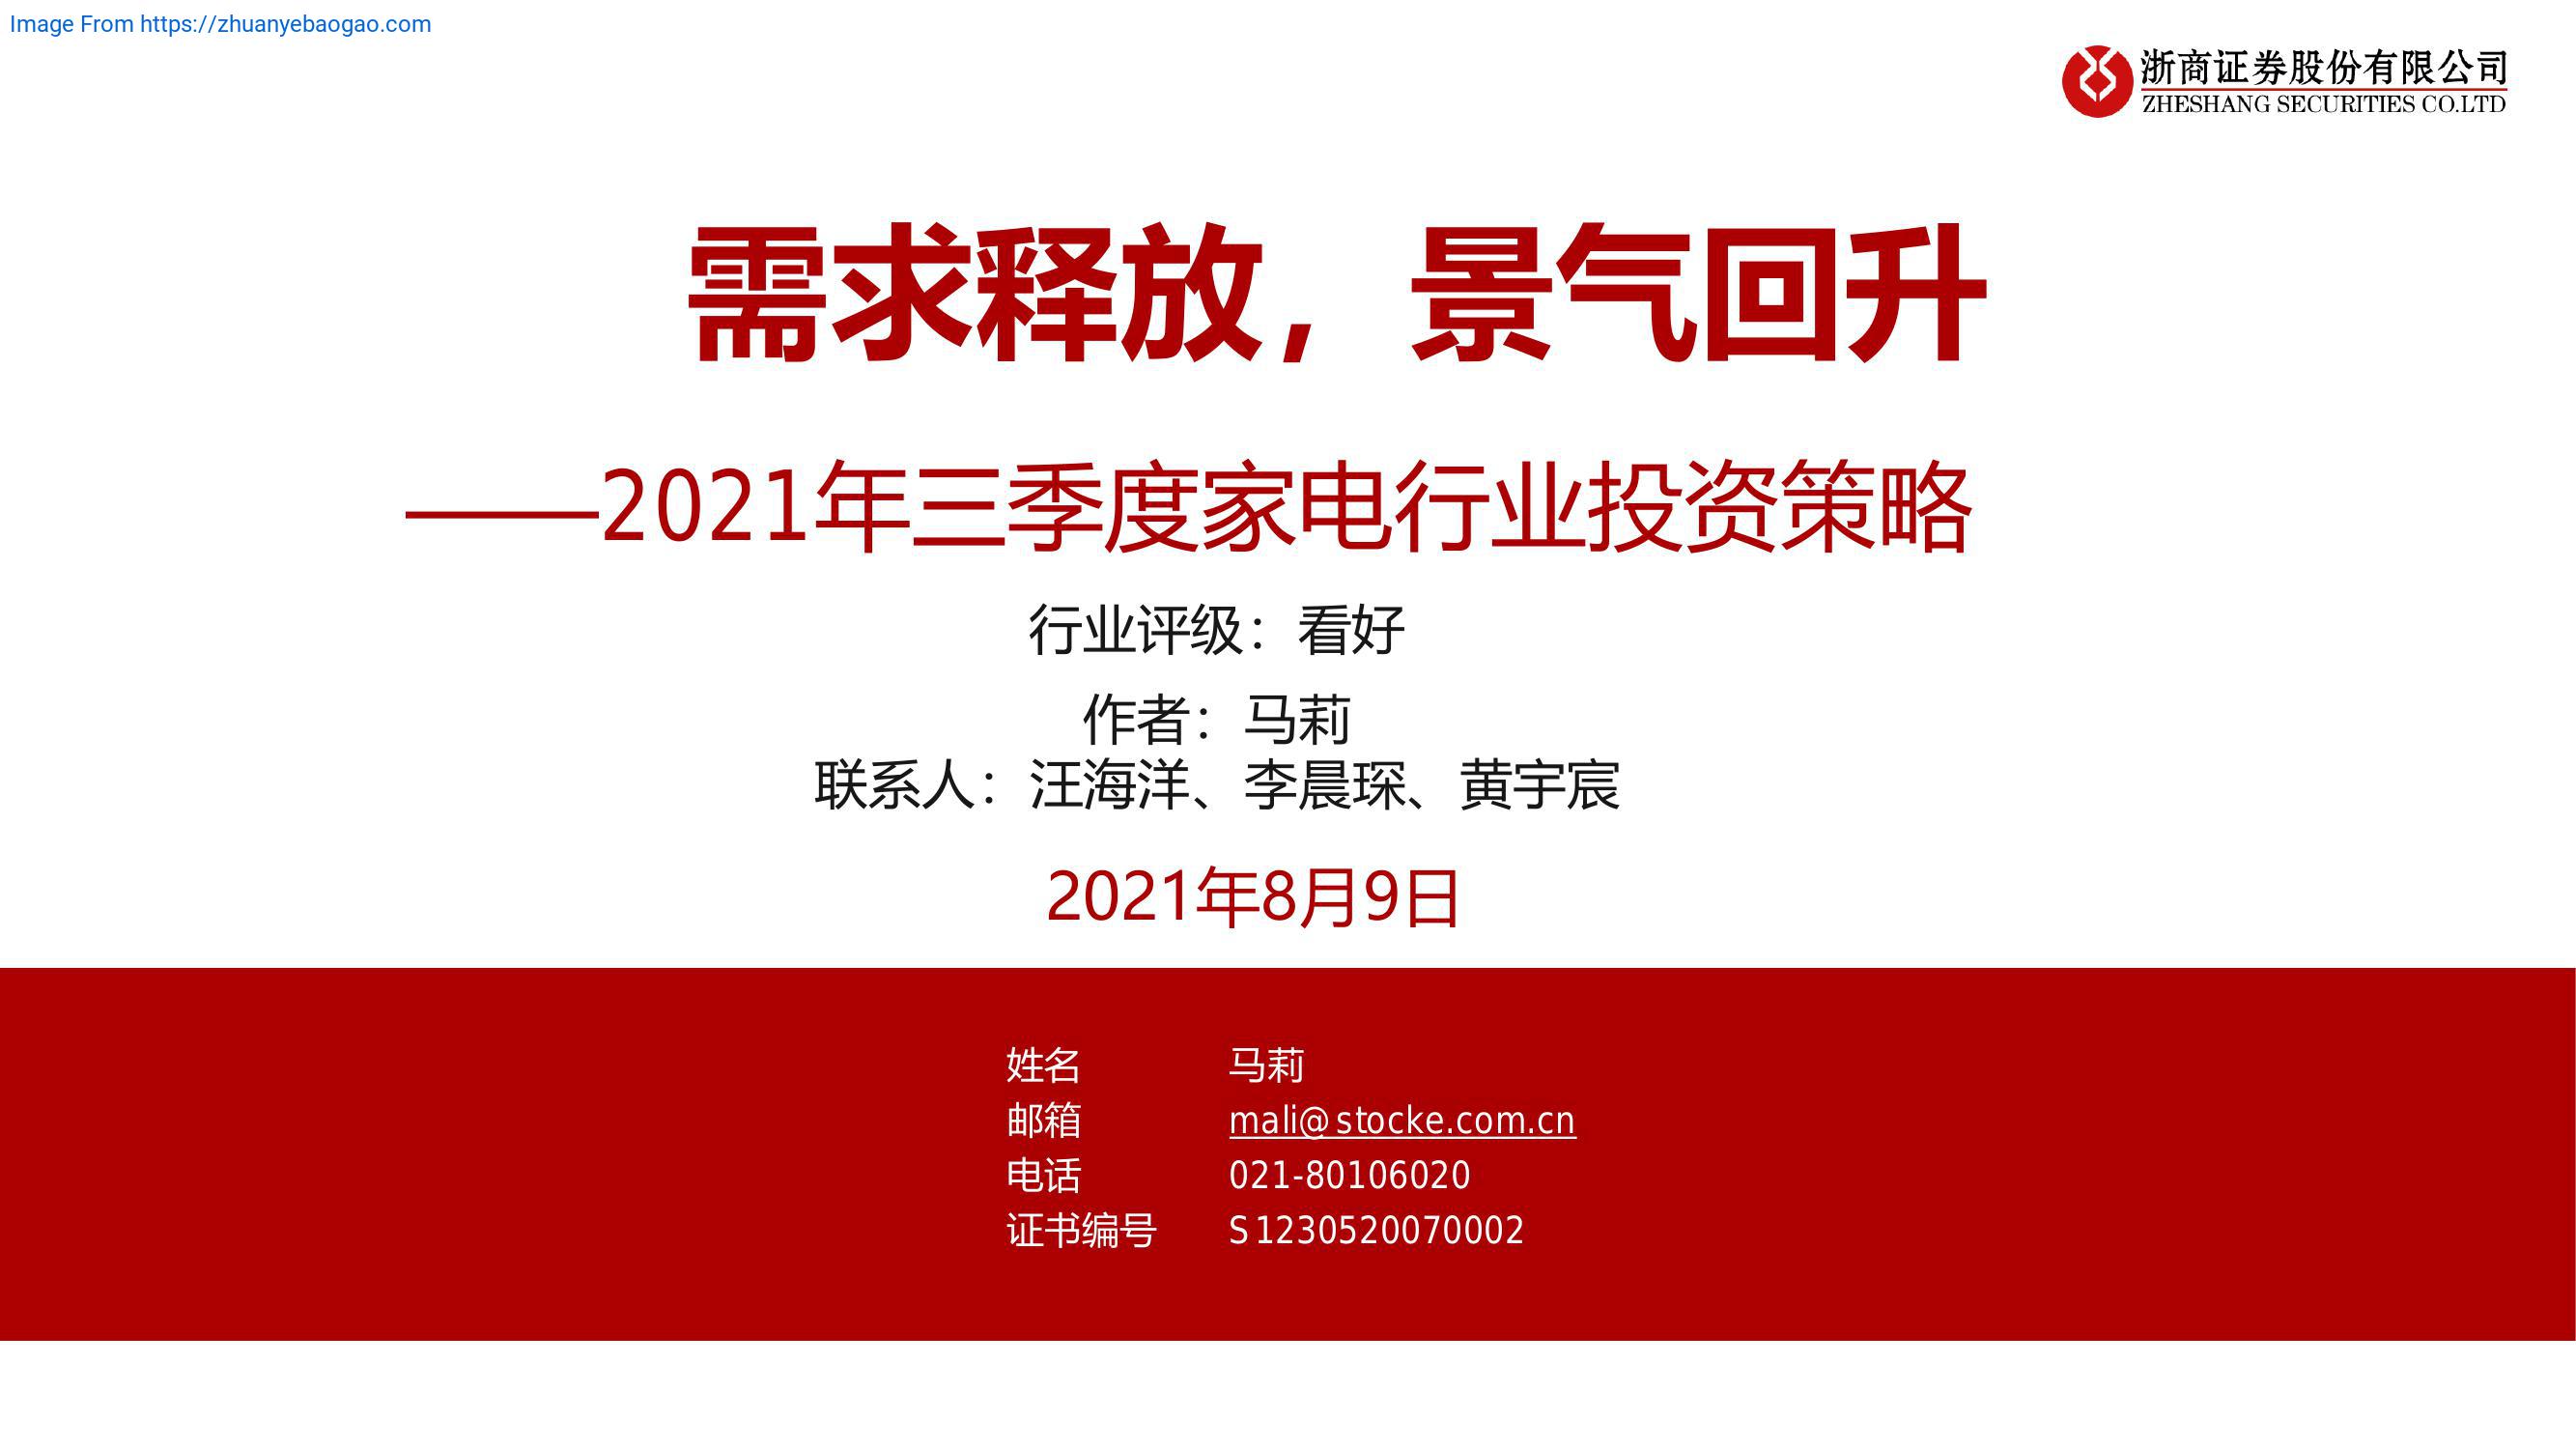 Image From https://zhuanyebaogao.com
浙商证券股份有限公司
ZHESHANG SECURITIES CO.LTD
需求释放，景气回升
——2021年三季度家电行业投资策略
行业评级：看好
作者：马莉
联系人：汪海洋、李晨琛、黄宇宸
2021年8月9日
姓名 马莉
邮箱 mali@stocke.com.cn
电话 021-80106020
证书编号 S1230520070002